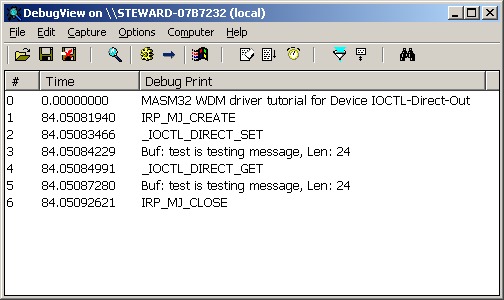 DebugView on \\STEWARD-07B7232 (local)
File Edit Capture Options Computer Help
# Time Debug Print
0 0.00000000 MASM32 WDM driver tutorial for Device IOCTL-Direct-Out
1 84.05081940 IRP_MJ_CREATE
2 84.05083466 _IOCTL_DIRECT_SET
3 84.05084229 Buf: test is testing message, Len: 24
4 84.05084991 _IOCTL_DIRECT_GET
5 84.05087280 Buf: test is testing message, Len: 24
6 84.05092621 IRP_MJ_CLOSE